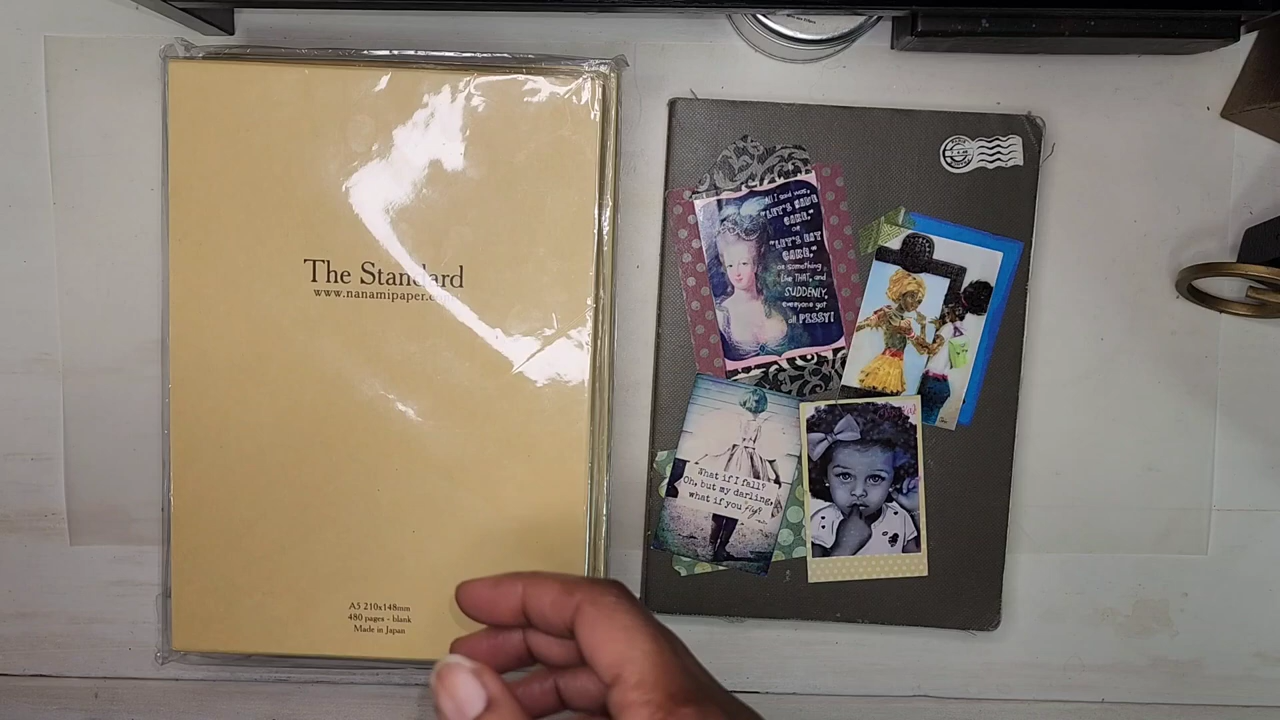 The Standard
www.nanamipaper.co
A5 210x148mm
480 pages - blank
Made in Japan
All I said was,
"LET'S HAVE
CAKE,"
or
"LET'S EAT
CAKE,"
or something
like THAT, and
SUDDENLY,
everyone got
all PISSY!
What if I fall?
Oh, but my darling,
what if you fly?